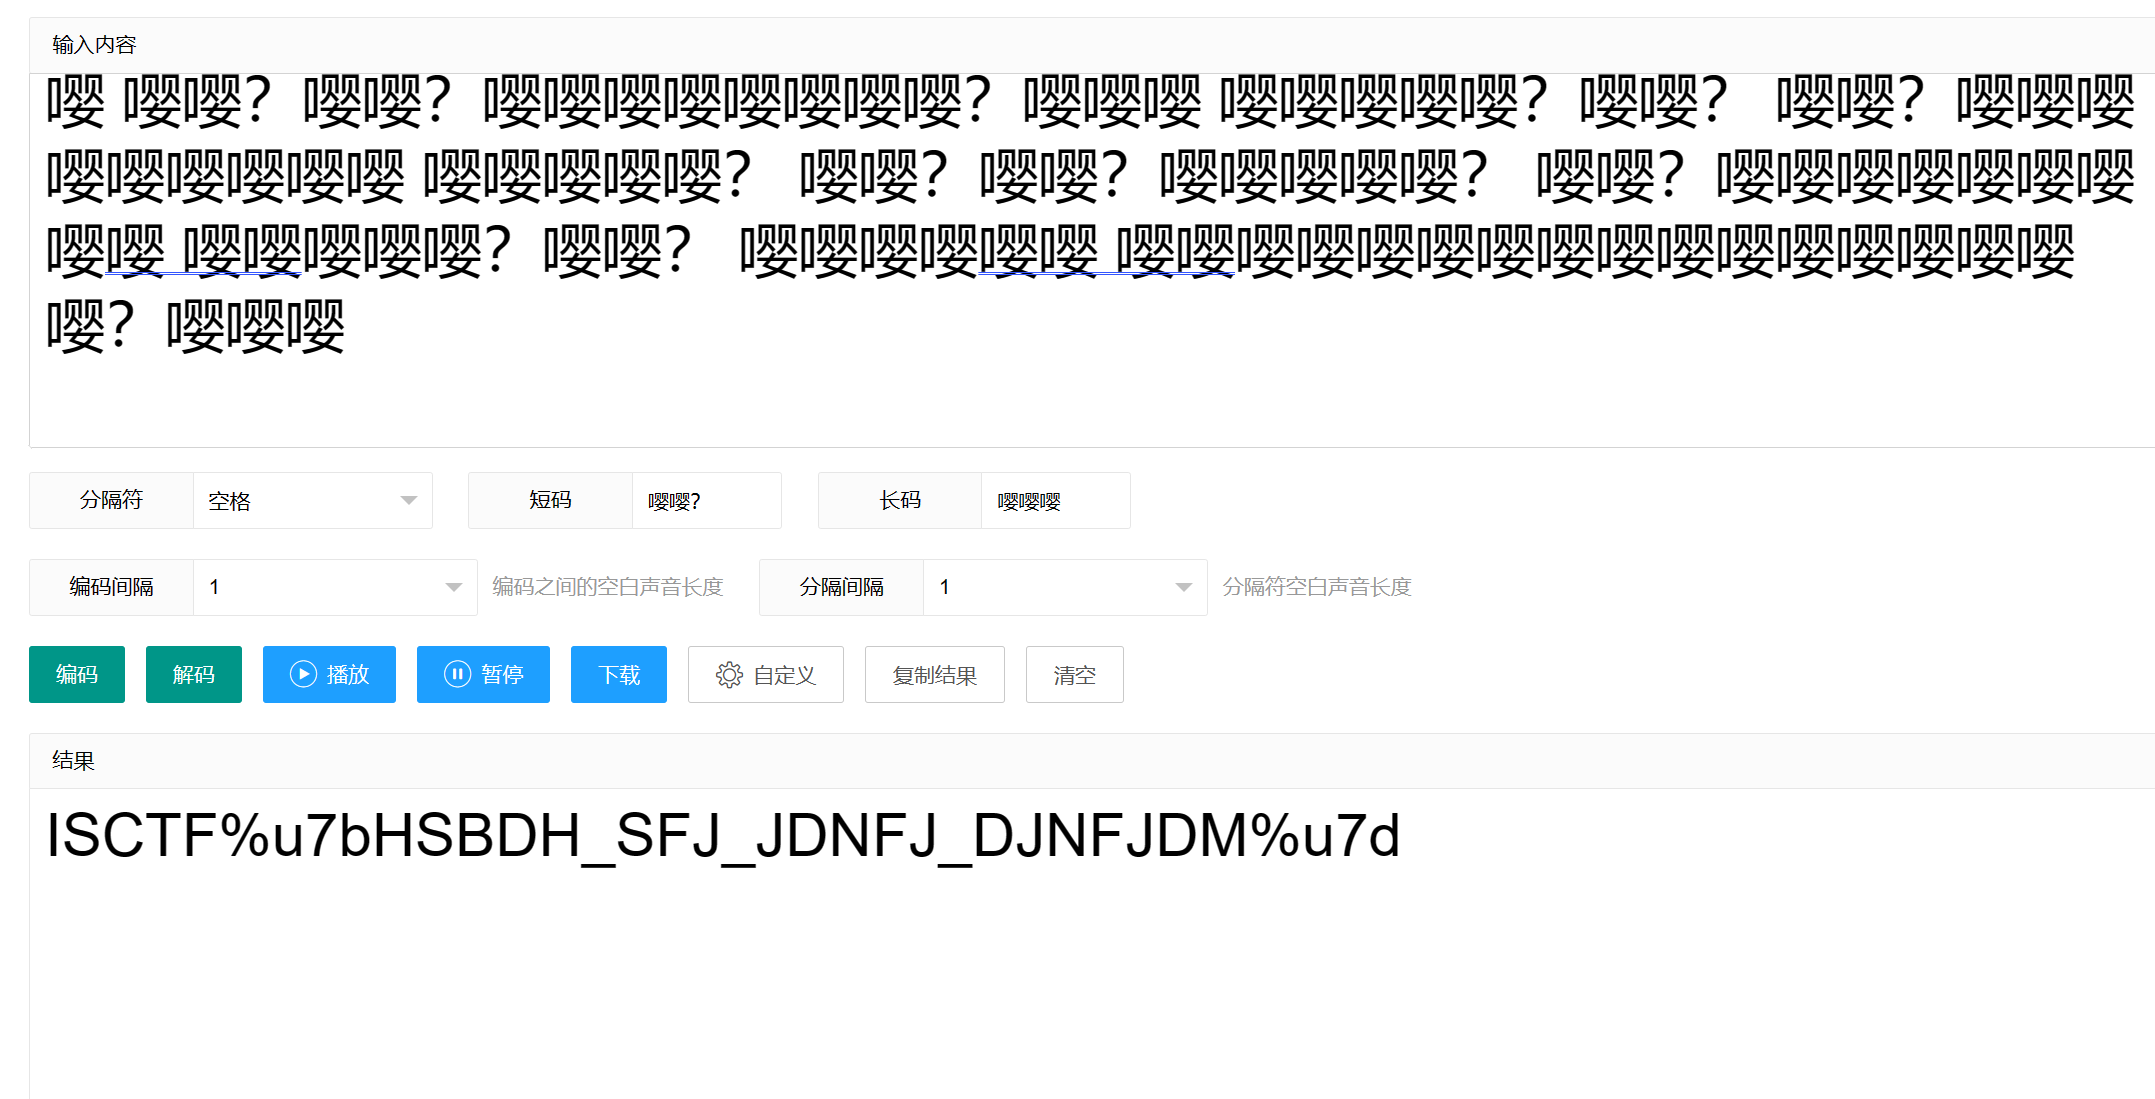 输入内容
嘤 嘤嘤?嘤嘤?嘤嘤嘤嘤嘤嘤嘤嘤?嘤嘤嘤 嘤嘤嘤嘤嘤?嘤嘤? 嘤嘤?嘤嘤嘤
嘤嘤嘤嘤嘤嘤 嘤嘤嘤嘤嘤? 嘤嘤?嘤嘤?嘤嘤嘤嘤嘤? 嘤嘤?嘤嘤嘤嘤嘤嘤嘤
嘤嘤 嘤嘤嘤嘤嘤?嘤嘤? 嘤嘤嘤嘤嘤嘤 嘤嘤嘤嘤嘤嘤嘤嘤嘤嘤嘤嘤嘤嘤嘤嘤
嘤?嘤嘤嘤
分隔符 空格 短码 嘤嘤? 长码 嘤嘤嘤
编码间隔 1 编码之间的空白声音长度 分隔间隔 1 分隔符空白声音长度
编码 解码 播放 暂停 下载 自定义 复制结果 清空
结果
ISCTF%u7bHSBDH_SFJ_JDNFJ_DJNFJDM%u7d